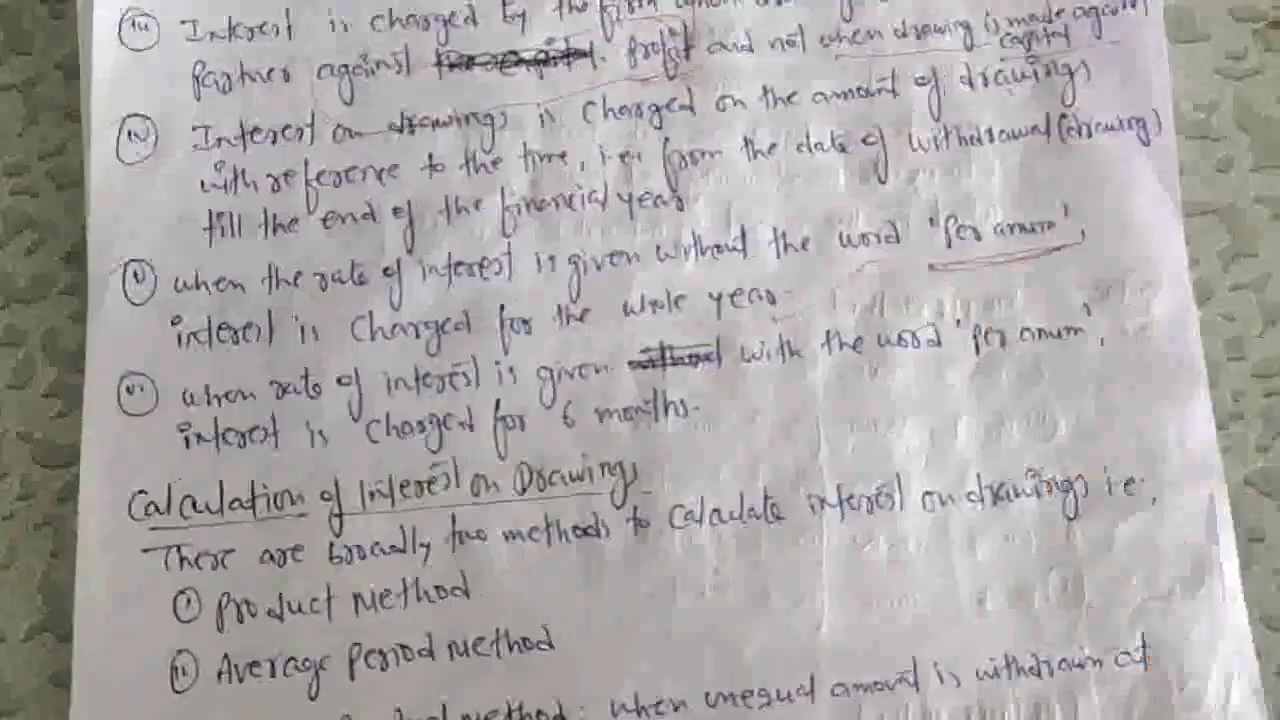 (iii) Interest is charged by the firm
Partner against profit and not when drawing is made against capital
(iv) Interest on drawings is charged on the amount of drawings
with reference to the time, i.e. from the date of withdrawal (drawing)
till the end of the financial year
(v) when the rate of interest is given without the word 'Per anum',
interest is charged for the whole year.
(vi) when rate of interest is given with the word 'per anum',
interest is charged for 6 months.
Calculation of Interest on Drawings
There are broadly two methods to Calculate interest on drawings i.e.,
(i) Product Method
(ii) Average Period Method
method: when unequal amount is withdrawn at